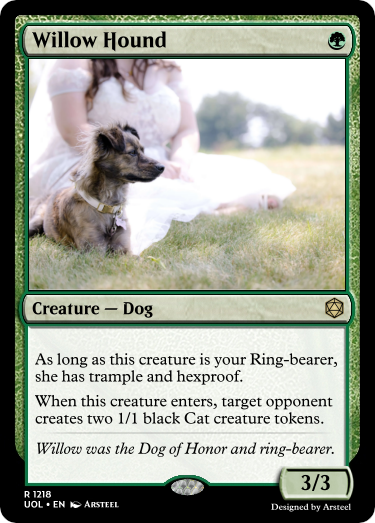 Willow Hound
Creature — Dog
As long as this creature is your Ring-bearer,
she has trample and hexproof.
When this creature enters, target opponent
creates two 1/1 black Cat creature tokens.
Willow was the Dog of Honor and ring-bearer.
3/3
R 1218
UOL • EN ARSTEEL
Designed by Arsteel